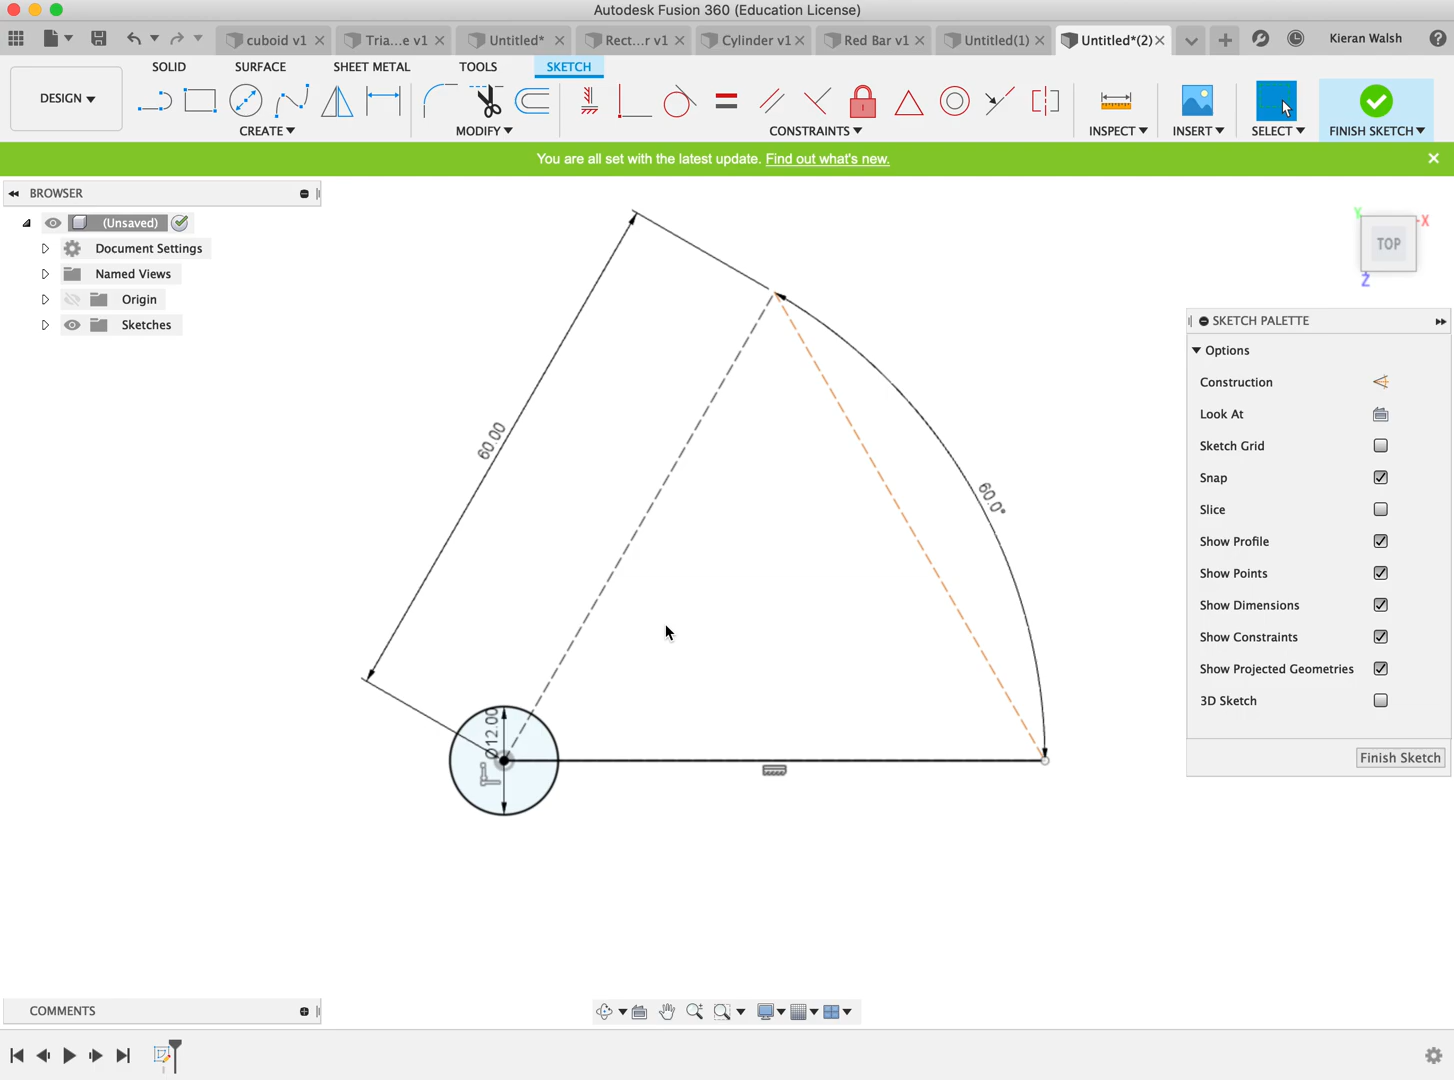 Autodesk Fusion 360 (Education License)
cuboid v1
Tria...e v1
Untitled*
Rect...r v1
Cylinder v1
Red Bar v1
Untitled(1)
Untitled*(2)
Kieran Walsh
SOLID
SURFACE
SHEET METAL
TOOLS
SKETCH
DESIGN
CREATE
MODIFY
CONSTRAINTS
INSPECT
INSERT
SELECT
FINISH SKETCH
You are all set with the latest update. Find out what's new.
BROWSER
(Unsaved)
Document Settings
Named Views
Origin
Sketches
Y
X
TOP
Z
SKETCH PALETTE
Options
Construction
Look At
Sketch Grid
Snap
Slice
Show Profile
Show Points
Show Dimensions
Show Constraints
Show Projected Geometries
3D Sketch
Finish Sketch
60.00
60.0°
Ø12.00
COMMENTS